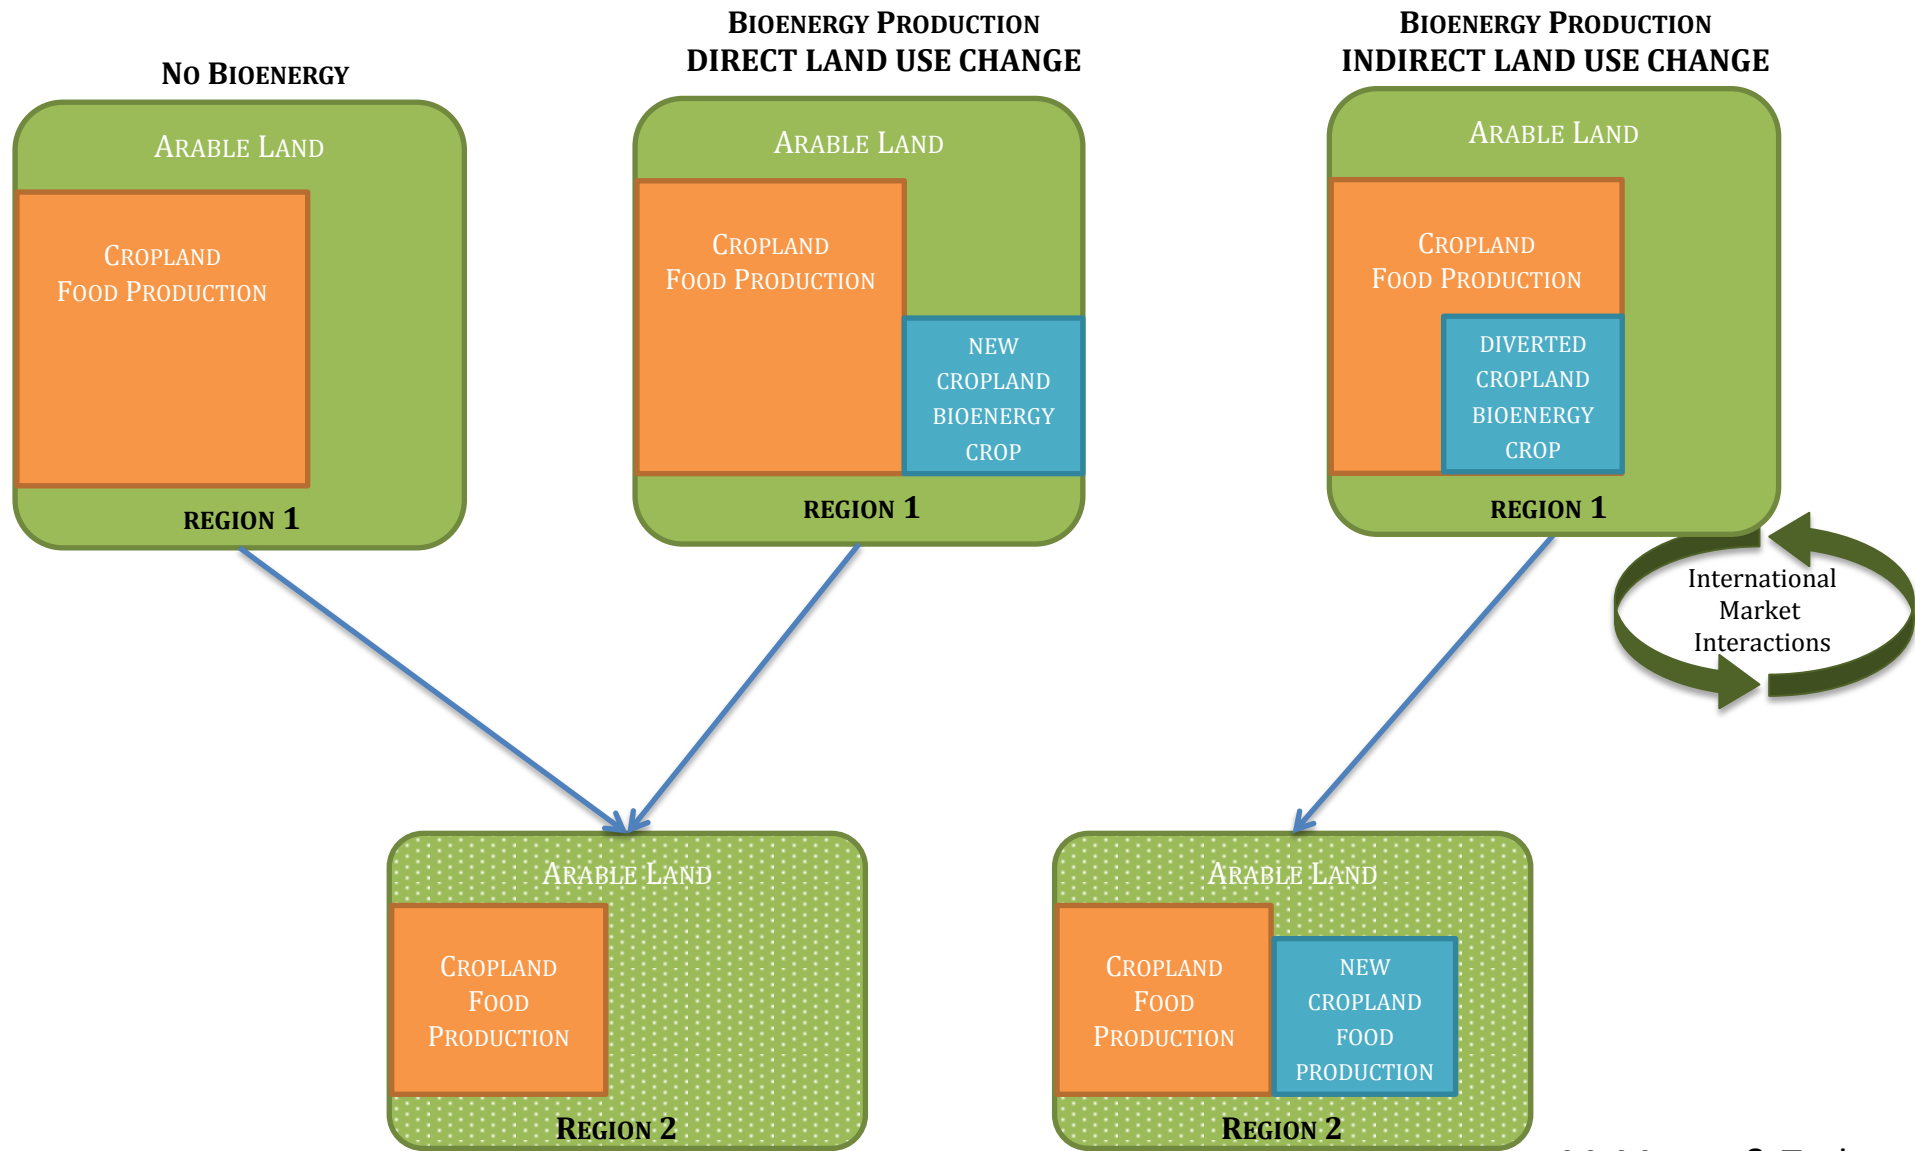 No Bioenergy
Bioenergy Production
DIRECT LAND USE CHANGE
Bioenergy Production
INDIRECT LAND USE CHANGE
Arable Land
Cropland
Food Production
region 1
Arable Land
Cropland
Food Production
new
cropland
bioenergy
crop
region 1
Arable Land
Cropland
Food Production
diverted
cropland
bioenergy
crop
region 1
International
Market
Interactions
Arable Land
Cropland
Food
Production
Region 2
Arable Land
Cropland
Food
Production
new
cropland
food
production
Region 2